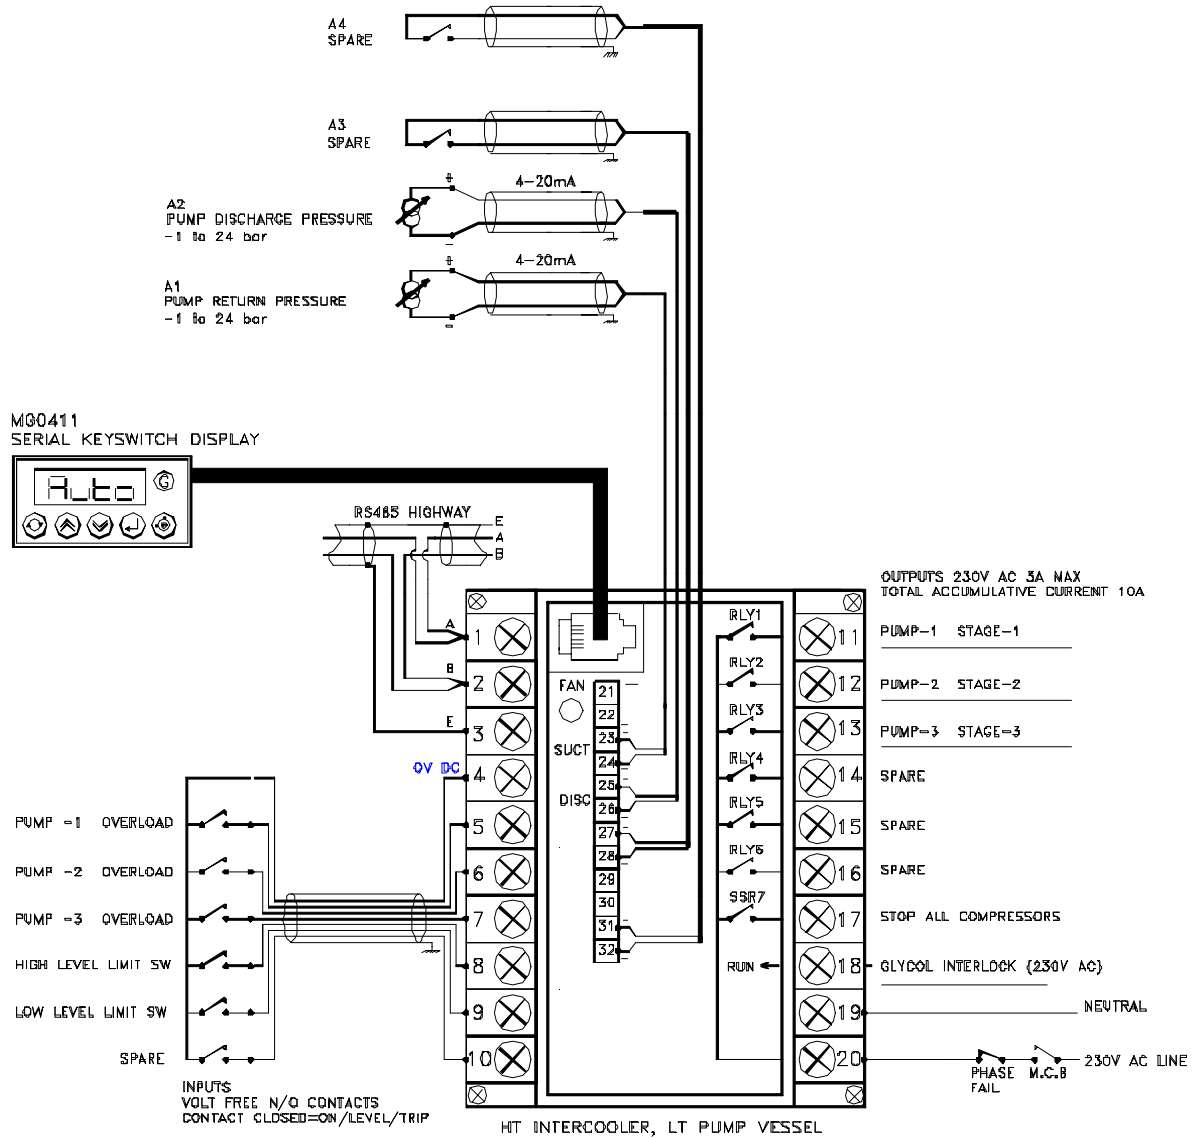 A4
SPARE
A3
SPARE
+
4-20mA
A2
PUMP DISCHARGE PRESSURE
-1 to 24 bar
-
+
4-20mA
A1
PUMP RETURN PRESSURE
-1 to 24 bar
-
MG0411
SERIAL KEYSWITCH DISPLAY
Auto
G
RS485 HIGHWAY
E
A
B
OUTPUTS 230V AC 3A MAX
TOTAL ACCUMULATIVE CURRENT 10A
A
1
RLY1
11
PUMP-1 STAGE-1
B
2
FAN
21
RLY2
12
PUMP-2 STAGE-2
22
E
3
23
RLY3
13
PUMP-3 STAGE-3
SUCT
24
0V DC
4
25
RLY4
14
SPARE
DISC
26
PUMP -1 OVERLOAD
5
27
RLY5
15
SPARE
28
PUMP -2 OVERLOAD
6
29
RLY6
16
SPARE
30
PUMP -3 OVERLOAD
7
31
SSR7
17
STOP ALL COMPRESSORS
32
HIGH LEVEL LIMIT SW
8
RUN
18
GLYCOL INTERLOCK (230V AC)
LOW LEVEL LIMIT SW
9
19
NEUTRAL
SPARE
10
20
PHASE
FAIL
M.C.B
230V AC LINE
INPUTS
VOLT FREE N/O CONTACTS
CONTACT CLOSED=ON/LEVEL/TRIP
HT INTERCOOLER, LT PUMP VESSEL